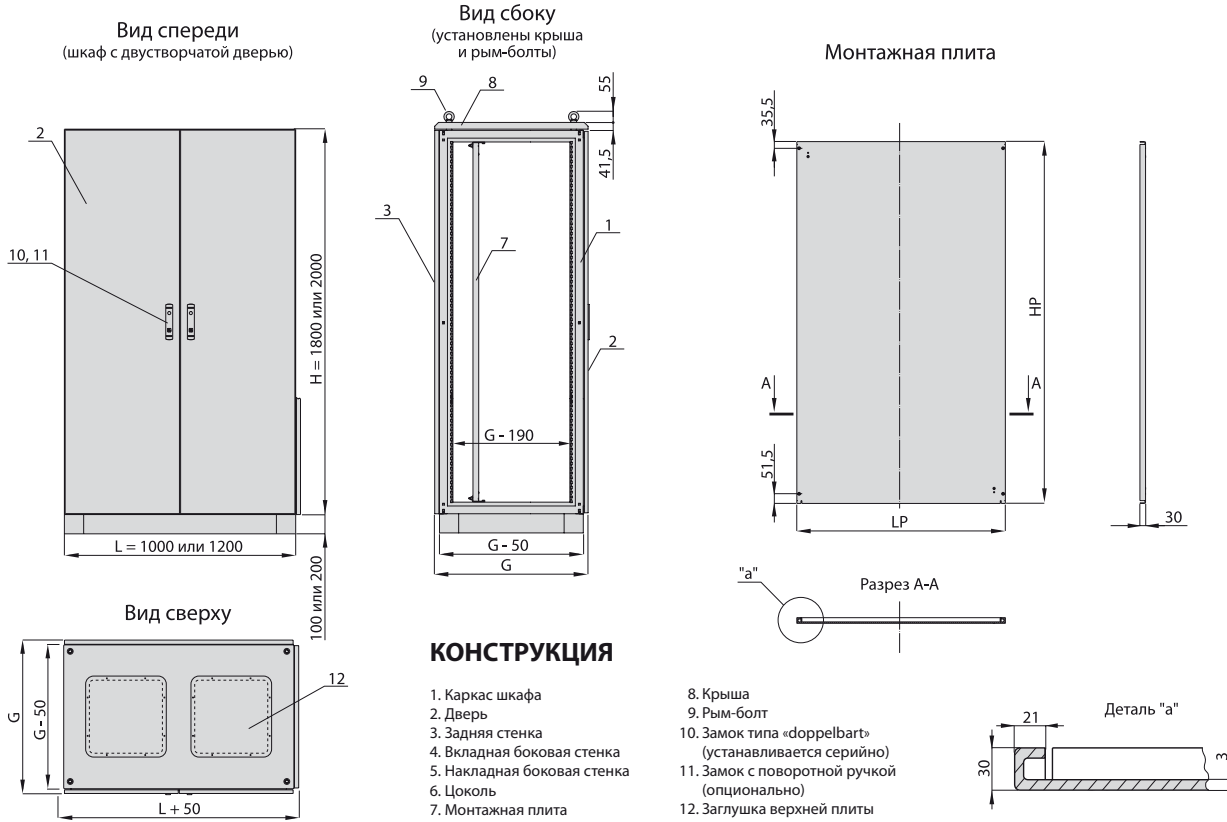 Вид спереди
(шкаф с двустворчатой дверью)
2
10, 11
H = 1800 или 2000
L = 1000 или 1200
100 или 200
Вид сбоку
(установлены крыша
и рым-болты)
9
8
55
41,5
3
7
1
2
G - 190
G - 50
G
Монтажная плита
35,5
HP
A
A
51,5
LP
30
"a"
Разрез А-А
Вид сверху
12
G
G - 50
L + 50
КОНСТРУКЦИЯ
1. Каркас шкафа
2. Дверь
3. Задняя стенка
4. Вкладная боковая стенка
5. Накладная боковая стенка
6. Цоколь
7. Монтажная плита
8. Крыша
9. Рым-болт
10. Замок типа «doppelbart»
(устанавливается серийно)
11. Замок с поворотной ручкой
(опционально)
12. Заглушка верхней плиты
Деталь "a"
21
30
3